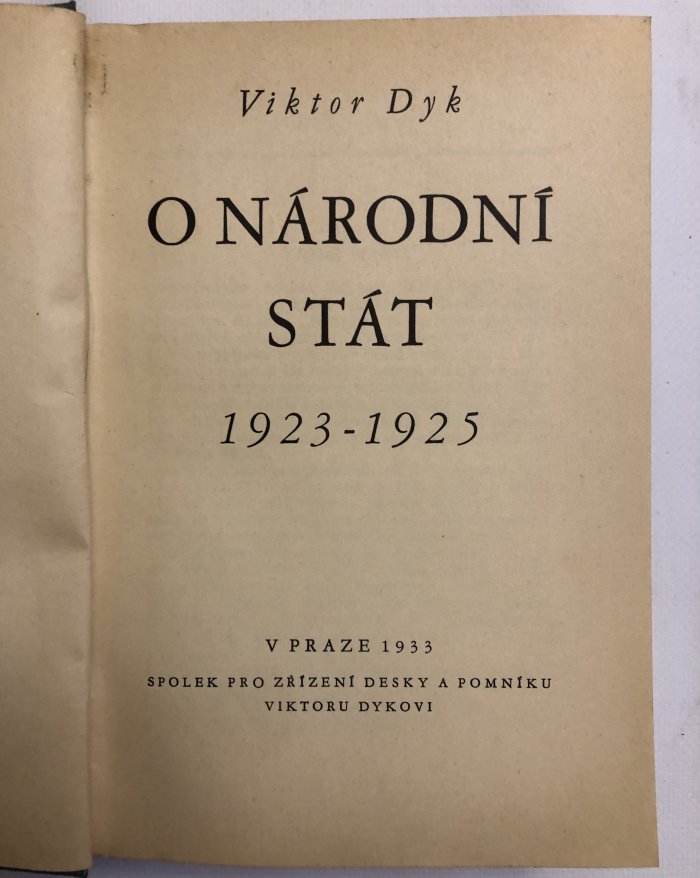 Viktor Dyk
O NÁRODNÍ
STÁT
1923-1925
V PRAZE 1933
SPOLEK PRO ZŘÍZENÍ DESKY A POMNÍKU
VIKTORU DYKOVI